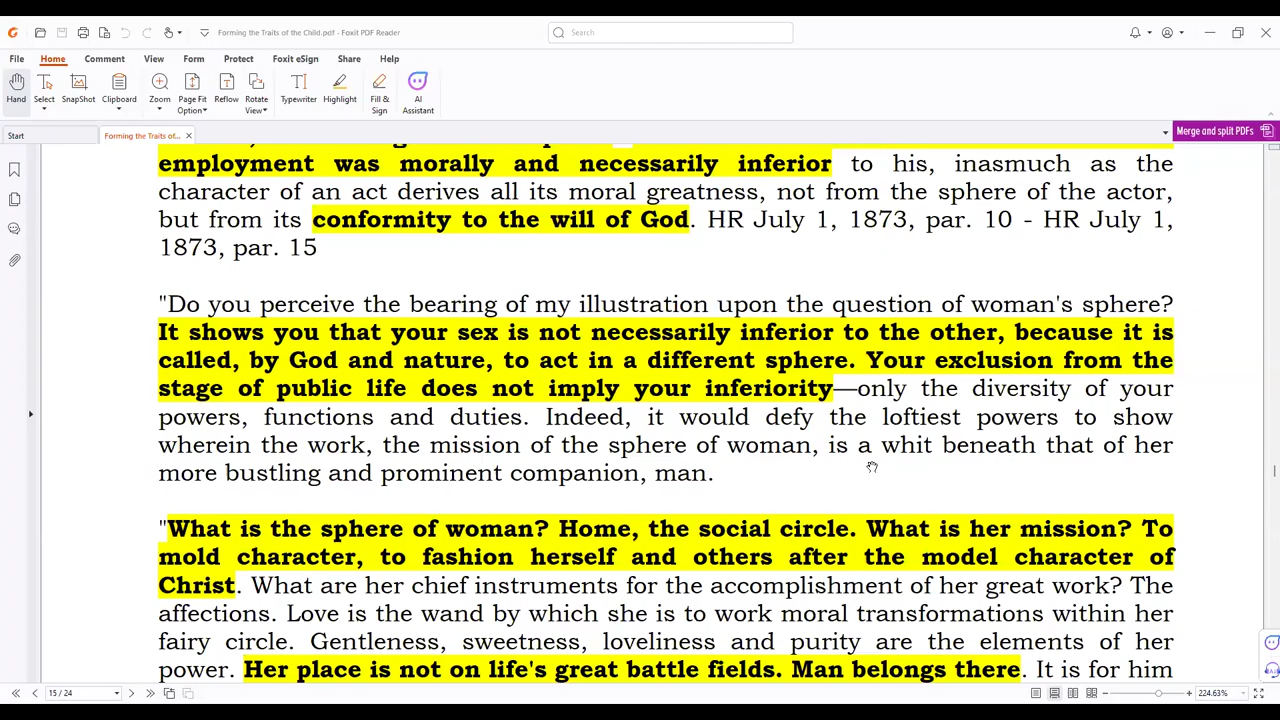 Forming the Traits of the Child.pdf - Foxit PDF Reader
Search
File Home Comment View Form Protect Foxit eSign Share Help
Hand Select SnapShot Clipboard Zoom Page Fit Option Reflow Rotate View Typewriter Highlight Fill & Sign AI Assistant
Start Forming the Traits of... Merge and split PDFs
employment was morally and necessarily inferior to his, inasmuch as the
character of an act derives all its moral greatness, not from the sphere of the actor,
but from its conformity to the will of God. HR July 1, 1873, par. 10 - HR July 1,
1873, par. 15
"Do you perceive the bearing of my illustration upon the question of woman's sphere?
It shows you that your sex is not necessarily inferior to the other, because it is
called, by God and nature, to act in a different sphere. Your exclusion from the
stage of public life does not imply your inferiority—only the diversity of your
powers, functions and duties. Indeed, it would defy the loftiest powers to show
wherein the work, the mission of the sphere of woman, is a whit beneath that of her
more bustling and prominent companion, man.
"What is the sphere of woman? Home, the social circle. What is her mission? To
mold character, to fashion herself and others after the model character of
Christ. What are her chief instruments for the accomplishment of her great work? The
affections. Love is the wand by which she is to work moral transformations within her
fairy circle. Gentleness, sweetness, loveliness and purity are the elements of her
power. Her place is not on life's great battle fields. Man belongs there. It is for him
15 / 24 224.63%